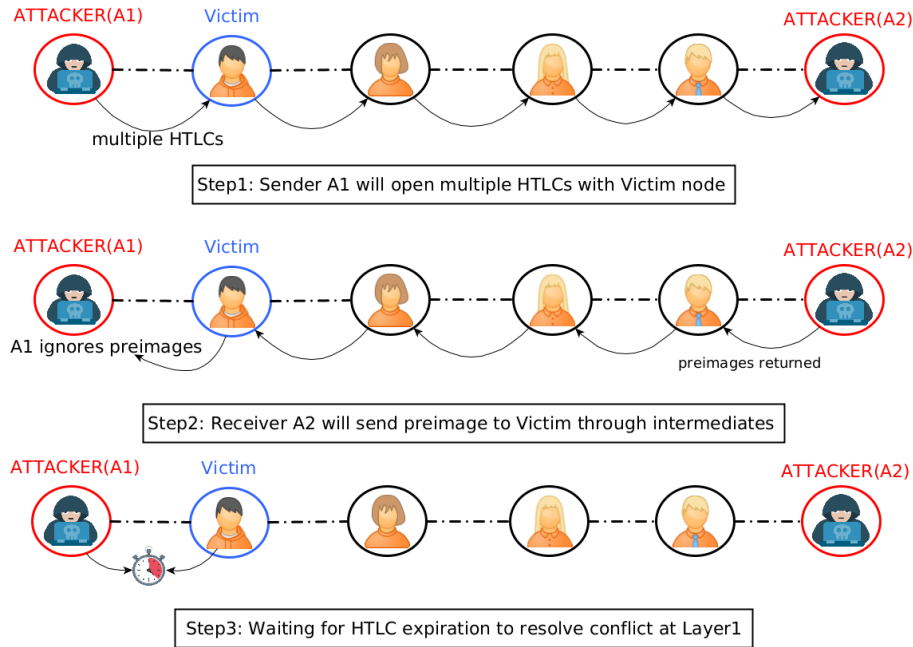 ATTACKER(A1)
Victim
ATTACKER(A2)
multiple HTLCs
Step1: Sender A1 will open multiple HTLCs with Victim node
ATTACKER(A1)
Victim
ATTACKER(A2)
A1 ignores preimages
preimages returned
Step2: Receiver A2 will send preimage to Victim through intermediates
ATTACKER(A1)
Victim
ATTACKER(A2)
Step3: Waiting for HTLC expiration to resolve conflict at Layer1